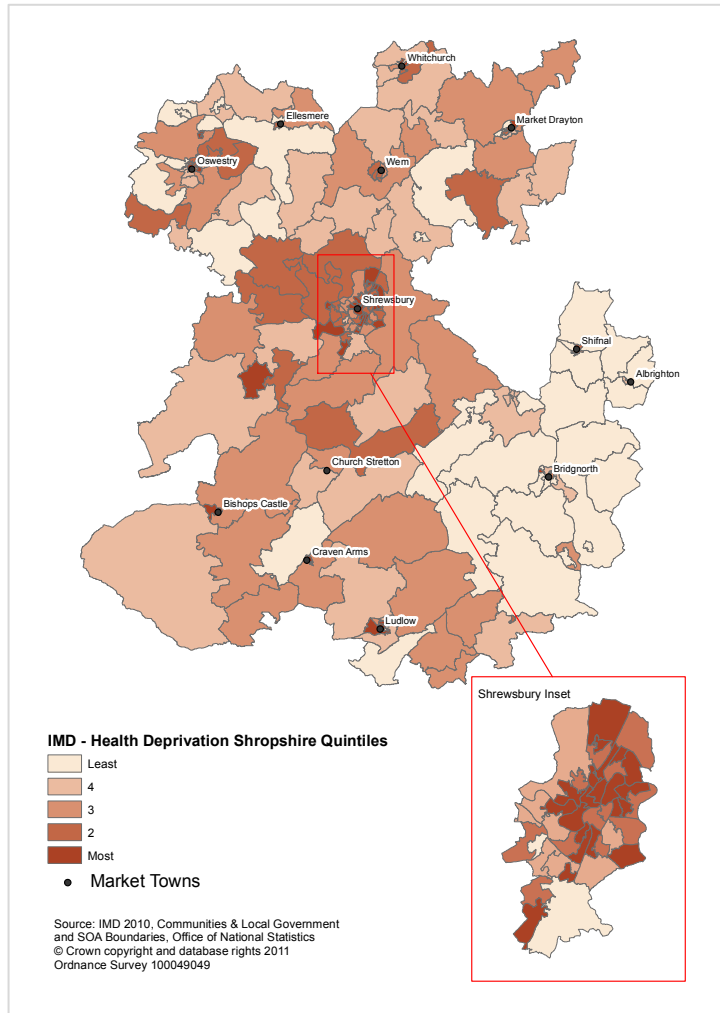 Whitchurch
Ellesmere
Market Drayton
Oswestry
Wem
Shrewsbury
Shifnal
Albrighton
Church Stretton
Bridgnorth
Bishops Castle
Craven Arms
Ludlow
Shrewsbury Inset
IMD - Health Deprivation Shropshire Quintiles
Least
4
3
2
Most
Market Towns
Source: IMD 2010, Communities & Local Government
and SOA Boundaries, Office of National Statistics
© Crown copyright and database rights 2011
Ordnance Survey 100049049